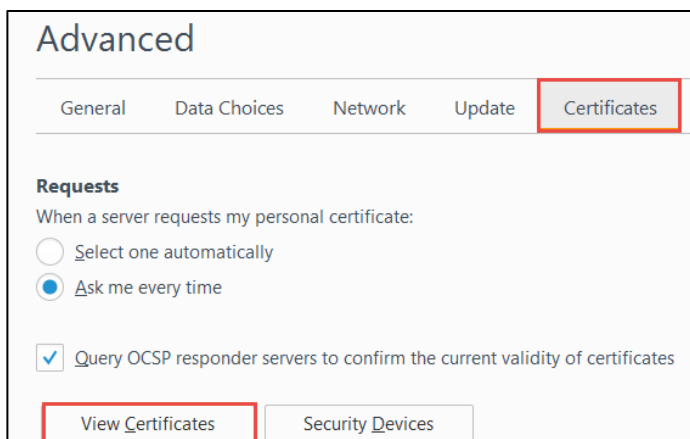 Advanced
General Data Choices Network Update Certificates
Requests
When a server requests my personal certificate:
Select one automatically
Ask me every time
Query OCSP responder servers to confirm the current validity of certificates
View Certificates Security Devices